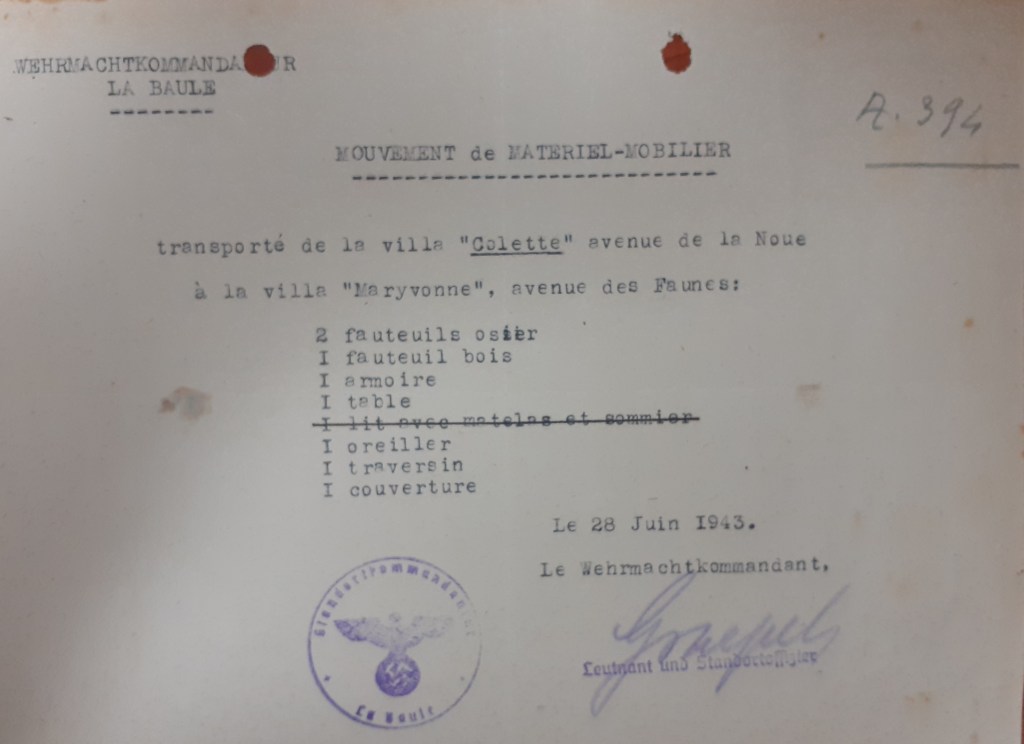 WEHRMACHTKOMMANDA R
LA BAULE
A. 394
MOUVEMENT de MATERIEL-MOBILIER
transporté de la villa "Colette" avenue de la Noue
à la villa "Maryvonne", avenue des Faunes:
2 fauteuils osier
I fauteuil bois
I armoire
I table
I lit avec matelas et sommier
I oreiller
I traversin
I couverture
Le 28 Juin 1943.
Le Wehrmachtkommandant,
Leutnant und Standortoffizier
La Baule